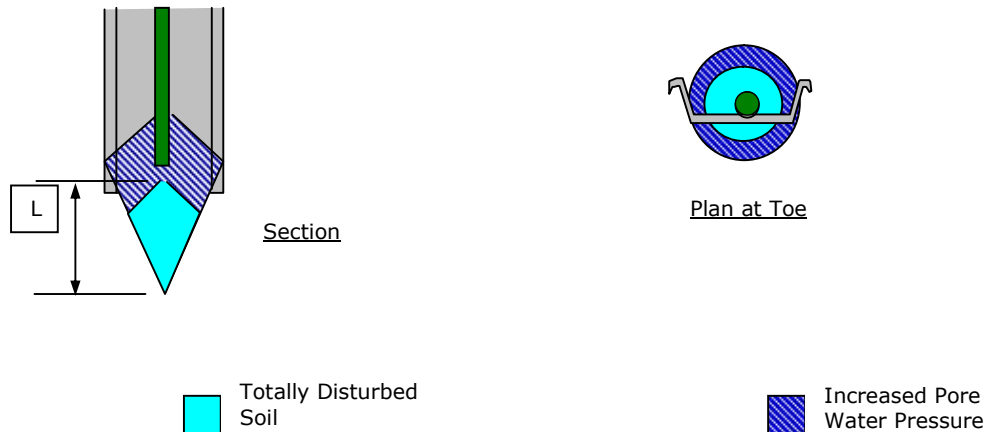 L
Section
Plan at Toe
Totally Disturbed
Soil
Increased Pore
Water Pressure